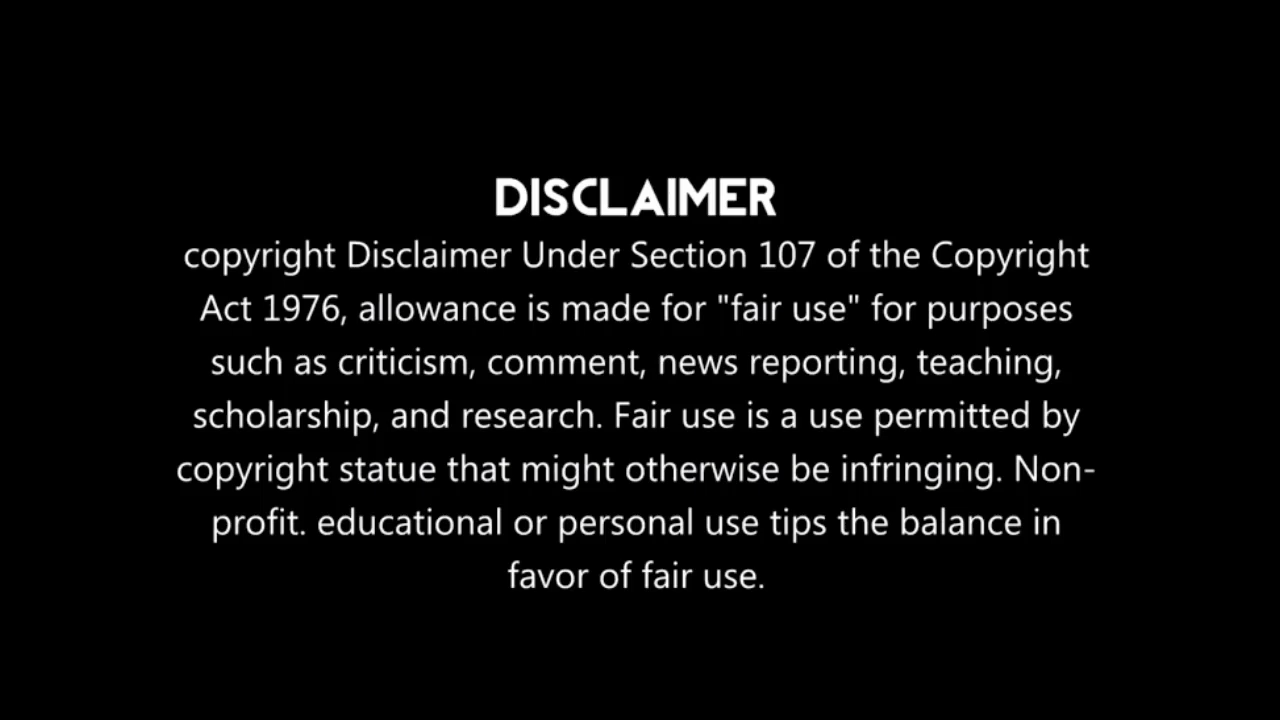 DISCLAIMER
copyright Disclaimer Under Section 107 of the Copyright
Act 1976, allowance is made for "fair use" for purposes
such as criticism, comment, news reporting, teaching,
scholarship, and research. Fair use is a use permitted by
copyright statue that might otherwise be infringing. Non-
profit. educational or personal use tips the balance in
favor of fair use.